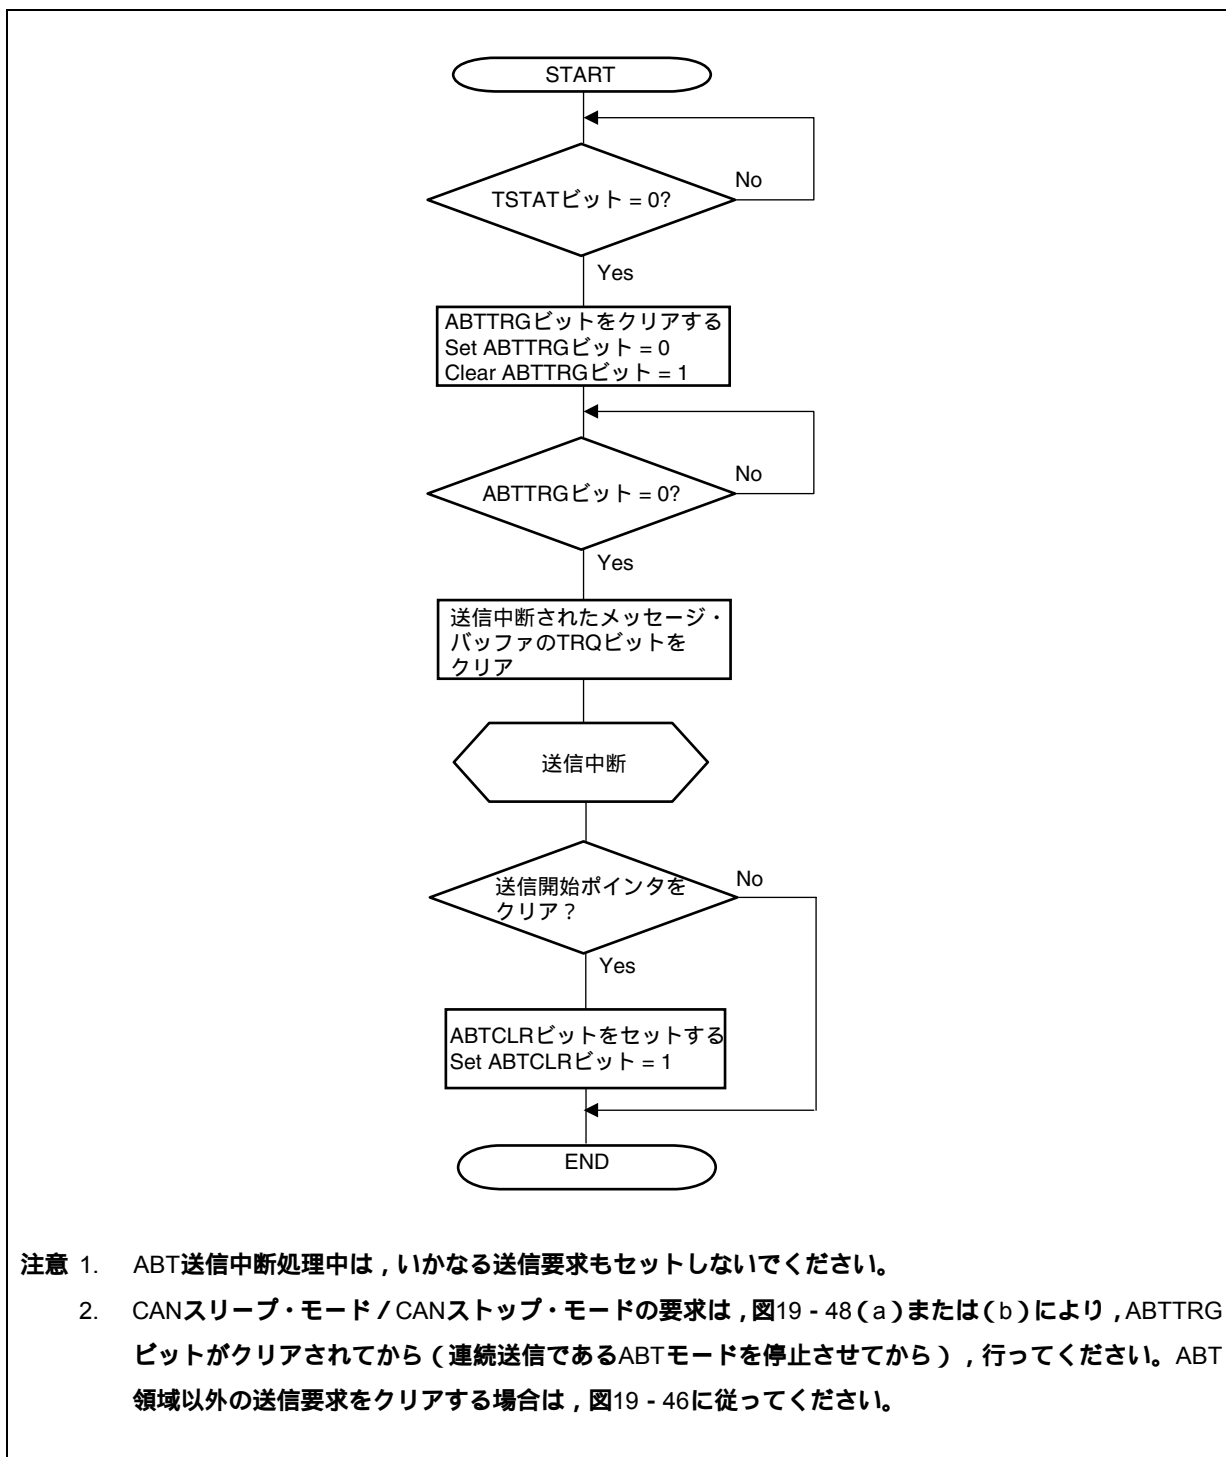 START
TSTATビット = 0?
No
Yes
ABTTRGビットをクリアする
Set ABTTRGビット = 0
Clear ABTTRGビット = 1
ABTTRGビット = 0?
No
Yes
送信中断されたメッセージ・
バッファのTRQビットを
クリア
送信中断
送信開始ポインタを
クリア？
No
Yes
ABTCLRビットをセットする
Set ABTCLRビット = 1
END
注意 1. ABT送信中断処理中は，いかなる送信要求もセットしないでください。
2. CANスリープ・モード／CANストップ・モードの要求は，図19 - 48（a）または（b）により，ABTTRG
ビットがクリアされてから（連続送信であるABTモードを停止させてから），行ってください。ABT
領域以外の送信要求をクリアする場合は，図19 - 46に従ってください。